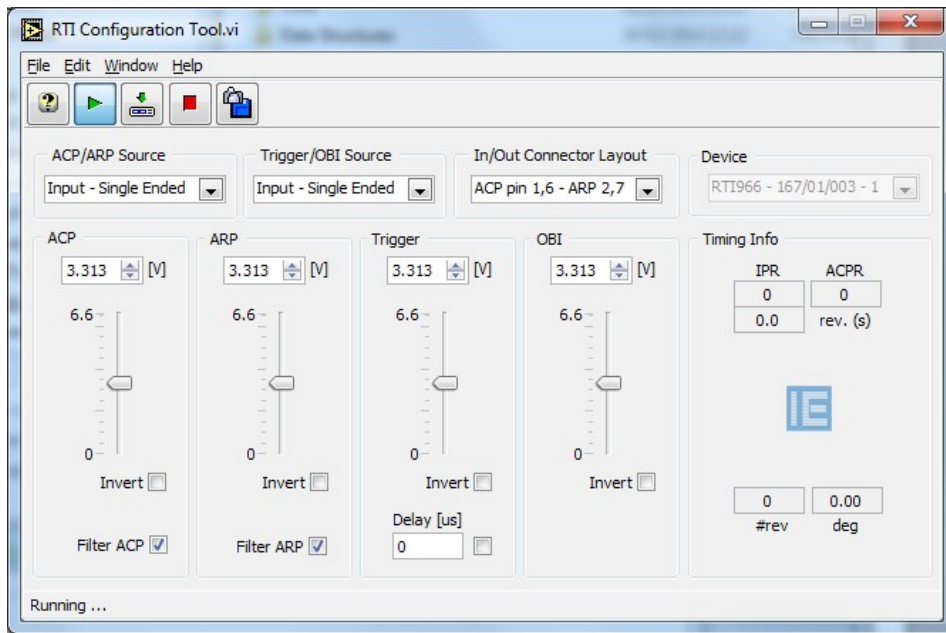 RTI Configuration Tool.vi
File Edit Window Help
ACP/ARP Source
Input - Single Ended
Trigger/OBI Source
Input - Single Ended
In/Out Connector Layout
ACP pin 1,6 - ARP 2,7
Device
RTI966 - 167/01/003 - 1
ACP
3.313 [V]
6.6
0
Invert
Filter ACP
ARP
3.313 [V]
6.6
0
Invert
Filter ARP
Trigger
3.313 [V]
6.6
0
Invert
Delay [us]
0
OBI
3.313 [V]
6.6
0
Invert
Timing Info
IPR ACPR
0 0
0.0 rev. (s)
IE
0 0.00
#rev deg
Running ...